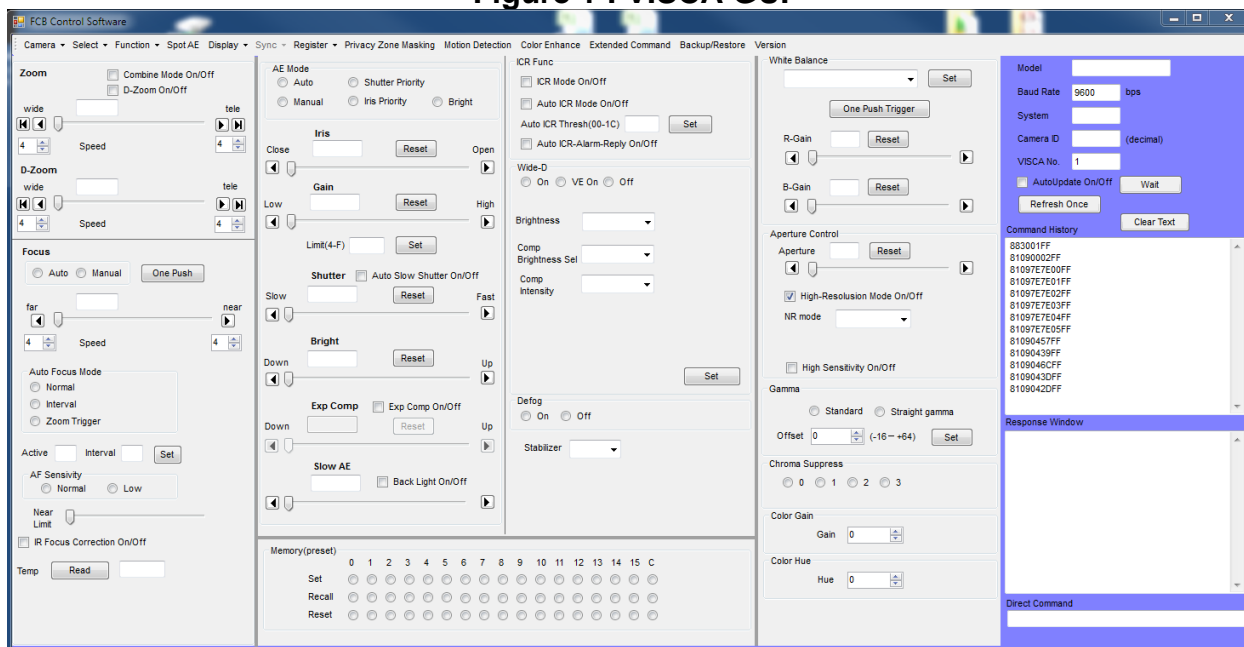 Figure 14 VISCA GUI
FCB Control Software
Camera Select Function Spot AE Display Sync Register Privacy Zone Masking Motion Detection Color Enhance Extended Command Backup/Restore Version
Zoom
Combine Mode On/Off
D-Zoom On/Off
wide tele
4 Speed 4
D-Zoom
wide tele
4 Speed 4
Focus
Auto Manual One Push
far near
4 Speed 4
Auto Focus Mode
Normal
Interval
Zoom Trigger
Active Interval Set
AF Sensivity
Normal Low
Near
Limit
IR Focus Correction On/Off
Temp Read
AE Mode
Auto Shutter Priority
Manual Iris Priority Bright
Iris
Close Reset Open
Gain
Low Reset High
Limit(4-F) Set
Shutter Auto Slow Shutter On/Off
Slow Reset Fast
Bright
Down Reset Up
Exp Comp Exp Comp On/Off
Down Reset Up
Slow AE
Back Light On/Off
ICR Func
ICR Mode On/Off
Auto ICR Mode On/Off
Auto ICR Thresh(00-1C) Set
Auto ICR-Alarm-Reply On/Off
Wide-D
On VE On Off
Brightness
Comp
Brightness Sel
Comp
Intensity
Set
Defog
On Off
Stabilizer
Memory(preset)
0 1 2 3 4 5 6 7 8 9 10 11 12 13 14 15 C
Set
Recall
Reset
White Balance
Set
One Push Trigger
R-Gain Reset
B-Gain Reset
Aperture Control
Aperture Reset
High-Resolusion Mode On/Off
NR mode
High Sensitivity On/Off
Gamma
Standard Straight gamma
Offset 0 (-16~+64) Set
Chroma Suppress
0 1 2 3
Color Gain
Gain 0
Color Hue
Hue 0
Model
Baud Rate 9600 bps
System
Camera ID (decimal)
VISCA No. 1
AutoUpdate On/Off Wait
Refresh Once
Clear Text
Command History
883001FF
81090002FF
81097E7E00FF
81097E7E01FF
81097E7E02FF
81097E7E03FF
81097E7E04FF
81097E7E05FF
81090457FF
81090439FF
8109046CFF
8109043DFF
8109042DFF
Response Window
Direct Command